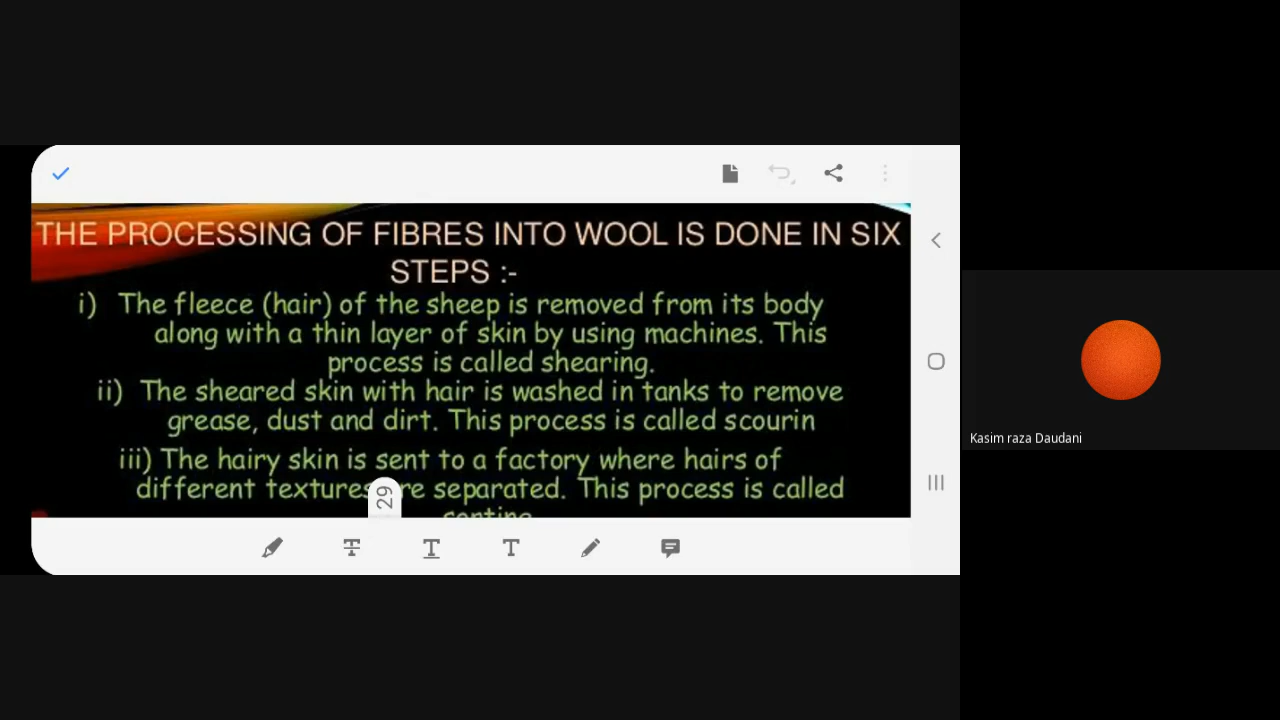 THE PROCESSING OF FIBRES INTO WOOL IS DONE IN SIX
STEPS :-
i) The fleece (hair) of the sheep is removed from its body
along with a thin layer of skin by using machines. This
process is called shearing.
ii) The sheared skin with hair is washed in tanks to remove
grease, dust and dirt. This process is called scourin
iii) The hairy skin is sent to a factory where hairs of
different textures re separated. This process is called
29
Kasim raza Daudani